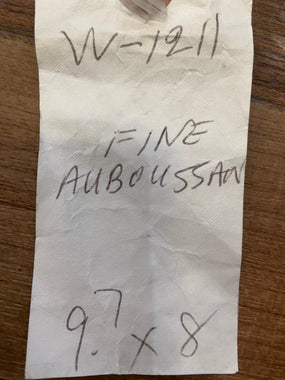 W-1211
FINE
AUBOUSSAN
9.7 x 8